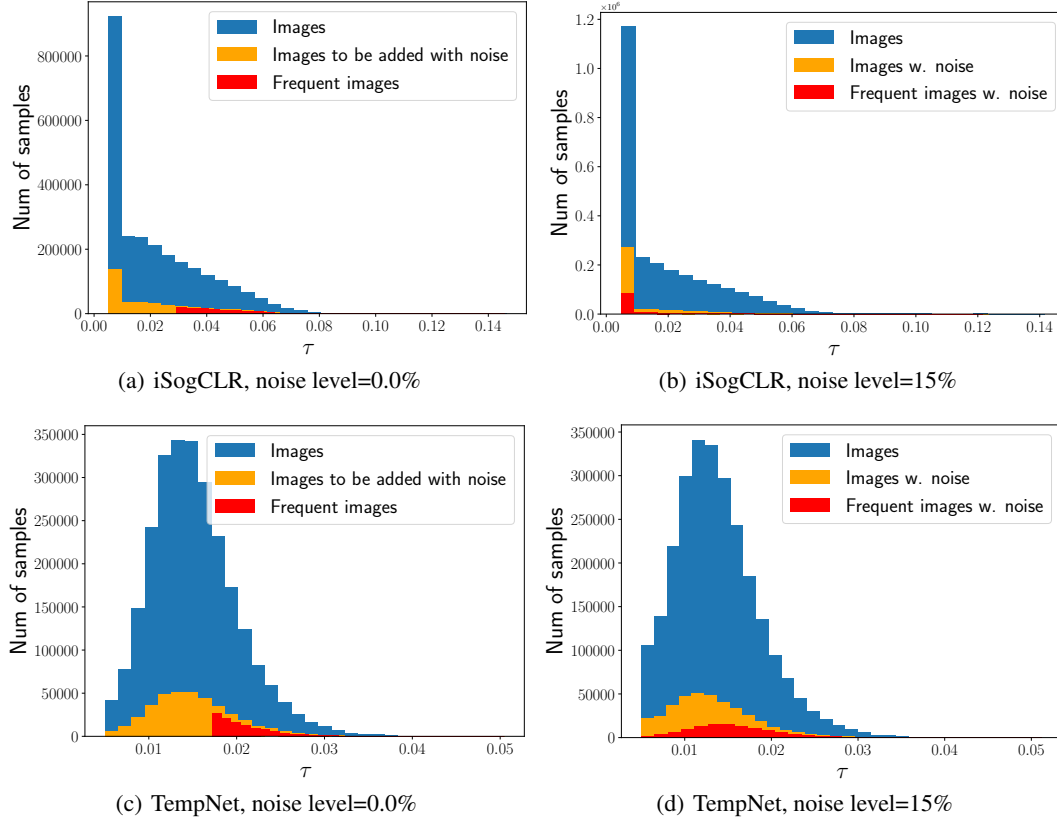 Images
Images to be added with noise
Frequent images
Num of samples
800000
600000
400000
200000
0
0.00 0.02 0.04 0.06 0.08 0.10 0.12 0.14
τ
(a) iSogCLR, noise level=0.0%
×10⁶
Images
Images w. noise
Frequent images w. noise
Num of samples
1.2
1.0
0.8
0.6
0.4
0.2
0.0
0.00 0.02 0.04 0.06 0.08 0.10 0.12 0.14
τ
(b) iSogCLR, noise level=15%
Images
Images to be added with noise
Frequent images
Num of samples
350000
300000
250000
200000
150000
100000
50000
0
0.01 0.02 0.03 0.04 0.05
τ
(c) TempNet, noise level=0.0%
Images
Images w. noise
Frequent images w. noise
Num of samples
350000
300000
250000
200000
150000
100000
50000
0
0.01 0.02 0.03 0.04 0.05
τ
(d) TempNet, noise level=15%